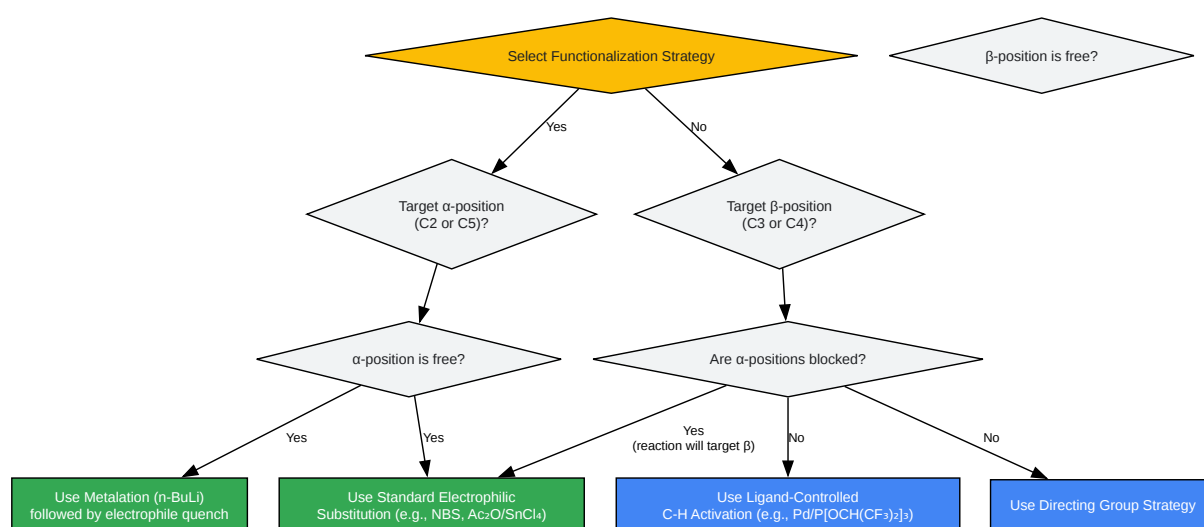 Select Functionalization Strategy
β-position is free?
Yes
No
Target α-position
(C2 or C5)?
Target β-position
(C3 or C4)?
α-position is free?
Are α-positions blocked?
Yes
Yes
Yes
(reaction will target β)
No
No
Use Metalation (n-BuLi)
followed by electrophile quench
Use Standard Electrophilic
Substitution (e.g., NBS, Ac₂O/SnCl₄)
Use Ligand-Controlled
C-H Activation (e.g., Pd/P[OCH(CF₃)₂]₃)
Use Directing Group Strategy